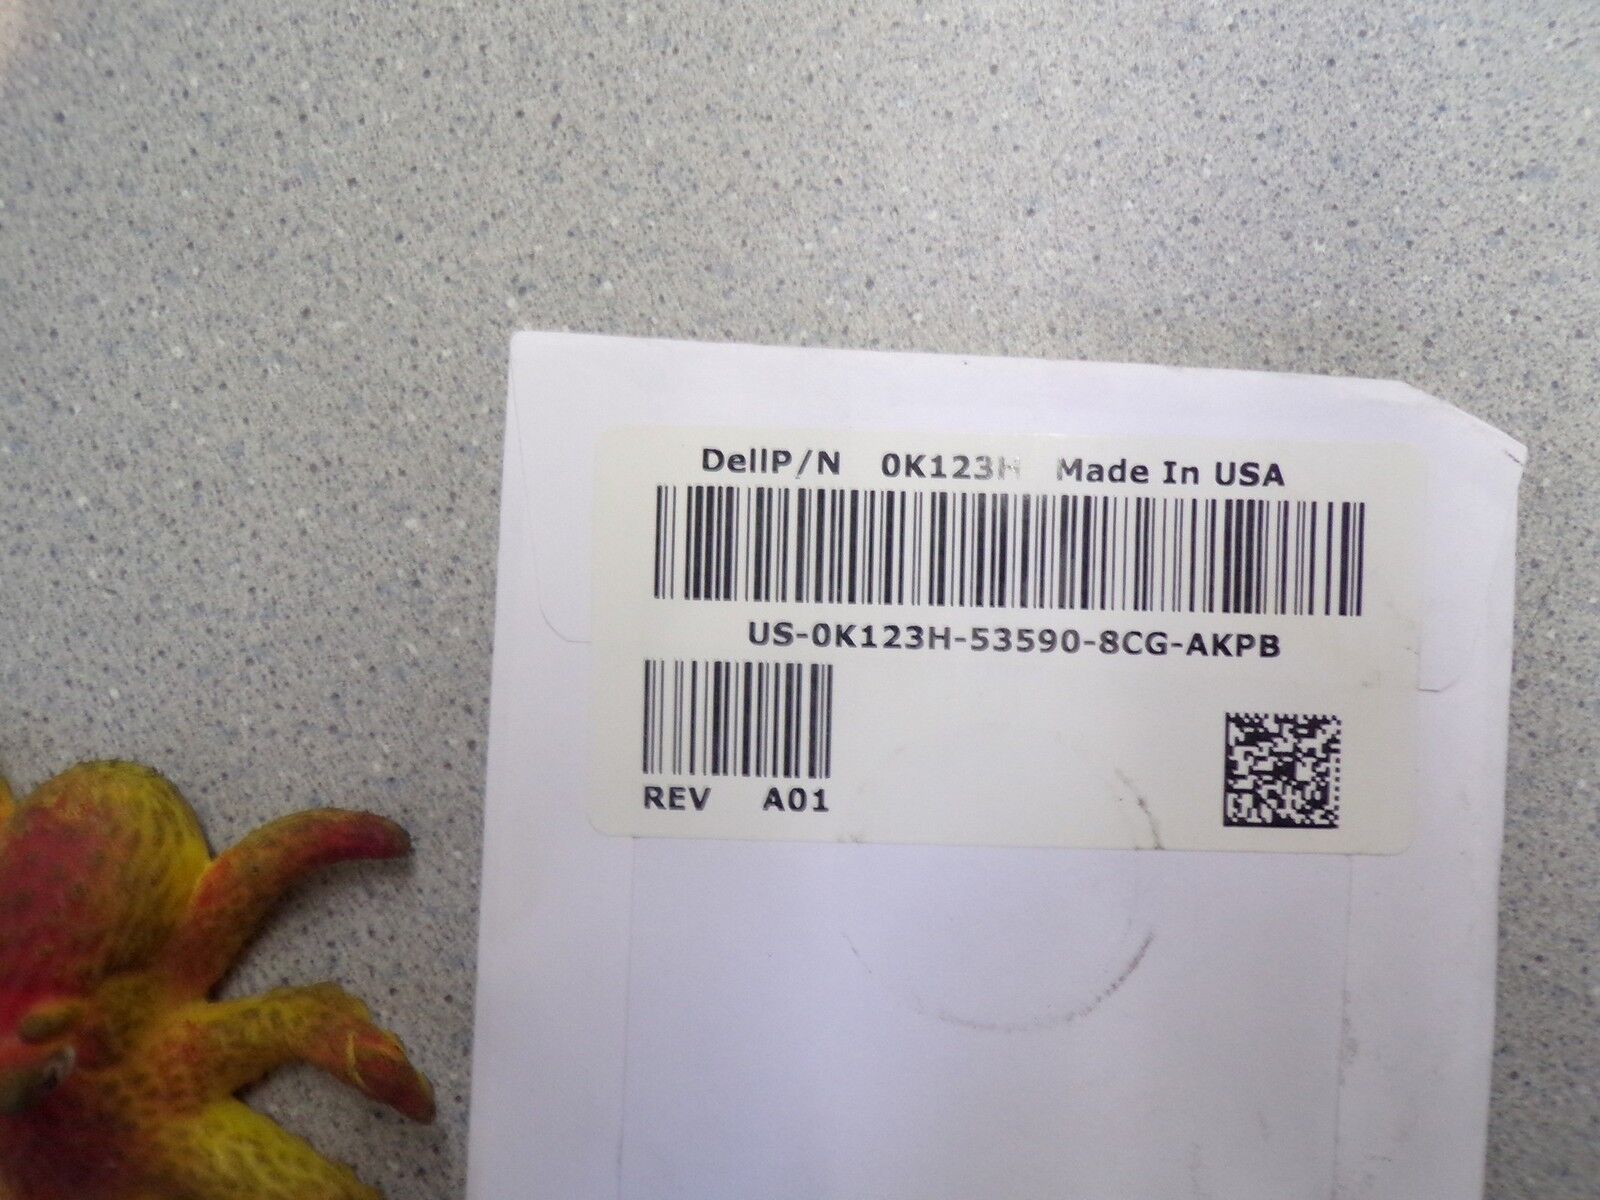 DellP/N 0K123H Made In USA
US-0K123H-53590-8CG-AKPB
REV A01